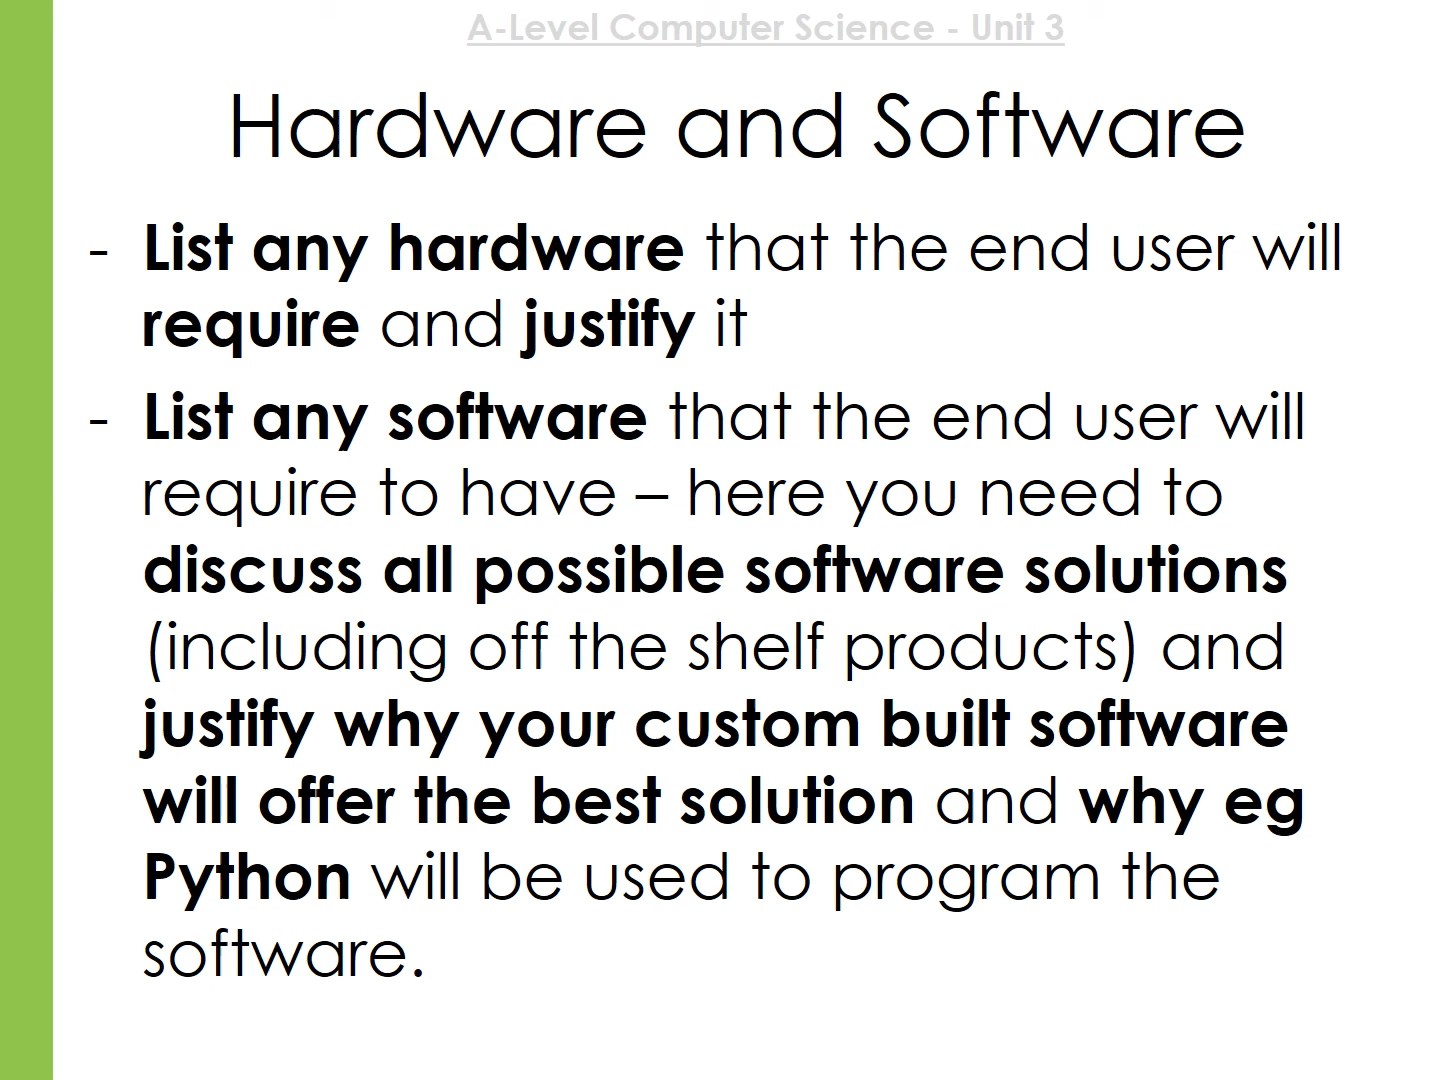 A-Level Computer Science - Unit 3
Hardware and Software
- List any hardware that the end user will
require and justify it
- List any software that the end user will
require to have – here you need to
discuss all possible software solutions
(including off the shelf products) and
justify why your custom built software
will offer the best solution and why eg
Python will be used to program the
software.